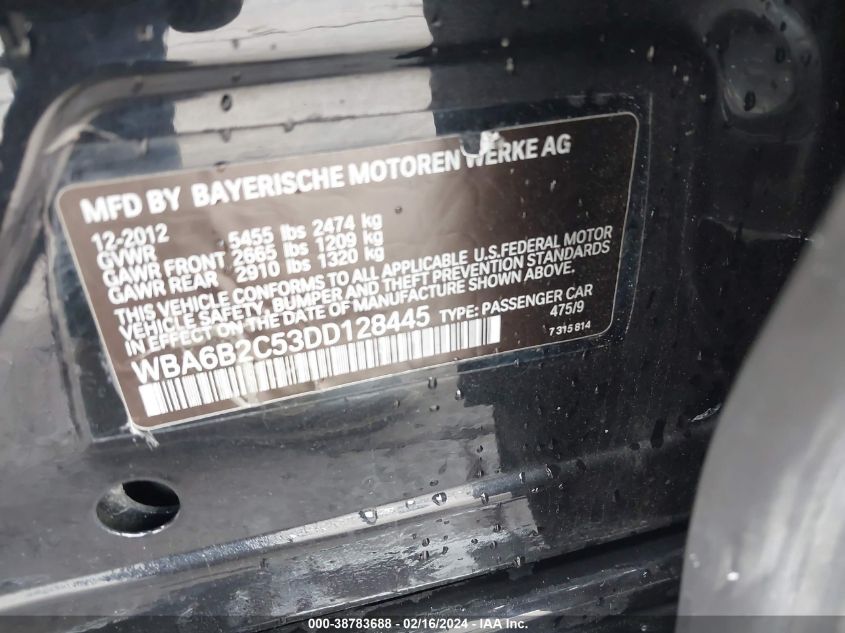 MFD BY BAYERISCHE MOTOREN WERKE AG
12-2012
GVWR 5455 lbs 2474 kg
GAWR FRONT 2665 lbs 1209 kg
GAWR REAR 2910 lbs 1320 kg
THIS VEHICLE CONFORMS TO ALL APPLICABLE U.S.FEDERAL MOTOR
VEHICLE SAFETY, BUMPER AND THEFT PREVENTION STANDARDS
IN EFFECT ON THE DATE OF MANUFACTURE SHOWN ABOVE.
WBA6B2C53DD128445 TYPE: PASSENGER CAR
475/9
7 315 814
© - 38783688 - 02/16/2024 - IAA, Inc.